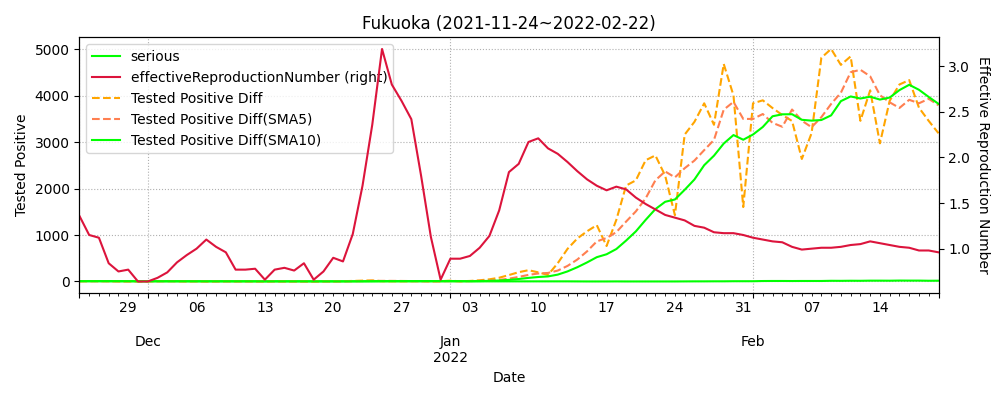 Fukuoka (2021-11-24~2022-02-22)
5000
4000
3000
2000
1000
0
Tested Positive
serious
effectiveReproductionNumber (right)
Tested Positive Diff
Tested Positive Diff(SMA5)
Tested Positive Diff(SMA10)
3.0
2.5
2.0
1.5
1.0
Effective Reproduction Number
29 06 13 20 27 03 10 17 24 31 07 14
Dec Jan Feb
2022
Date